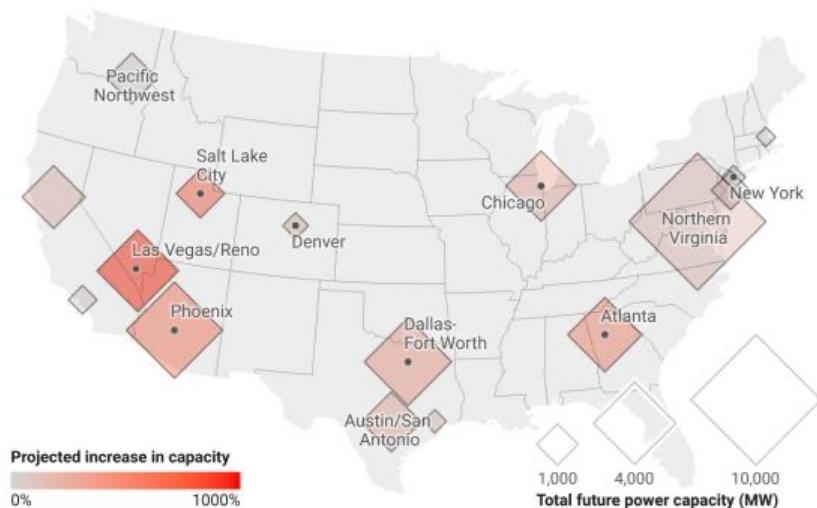 Pacific
Northwest
Salt Lake
City
Chicago
New York
Northern
Virginia
Denver
Las Vegas/Reno
Phoenix
Dallas-
Fort Worth
Atlanta
Austin/San
Antonio
Projected increase in capacity
0% 1000%
1,000 4,000 10,000
Total future power capacity (MW)